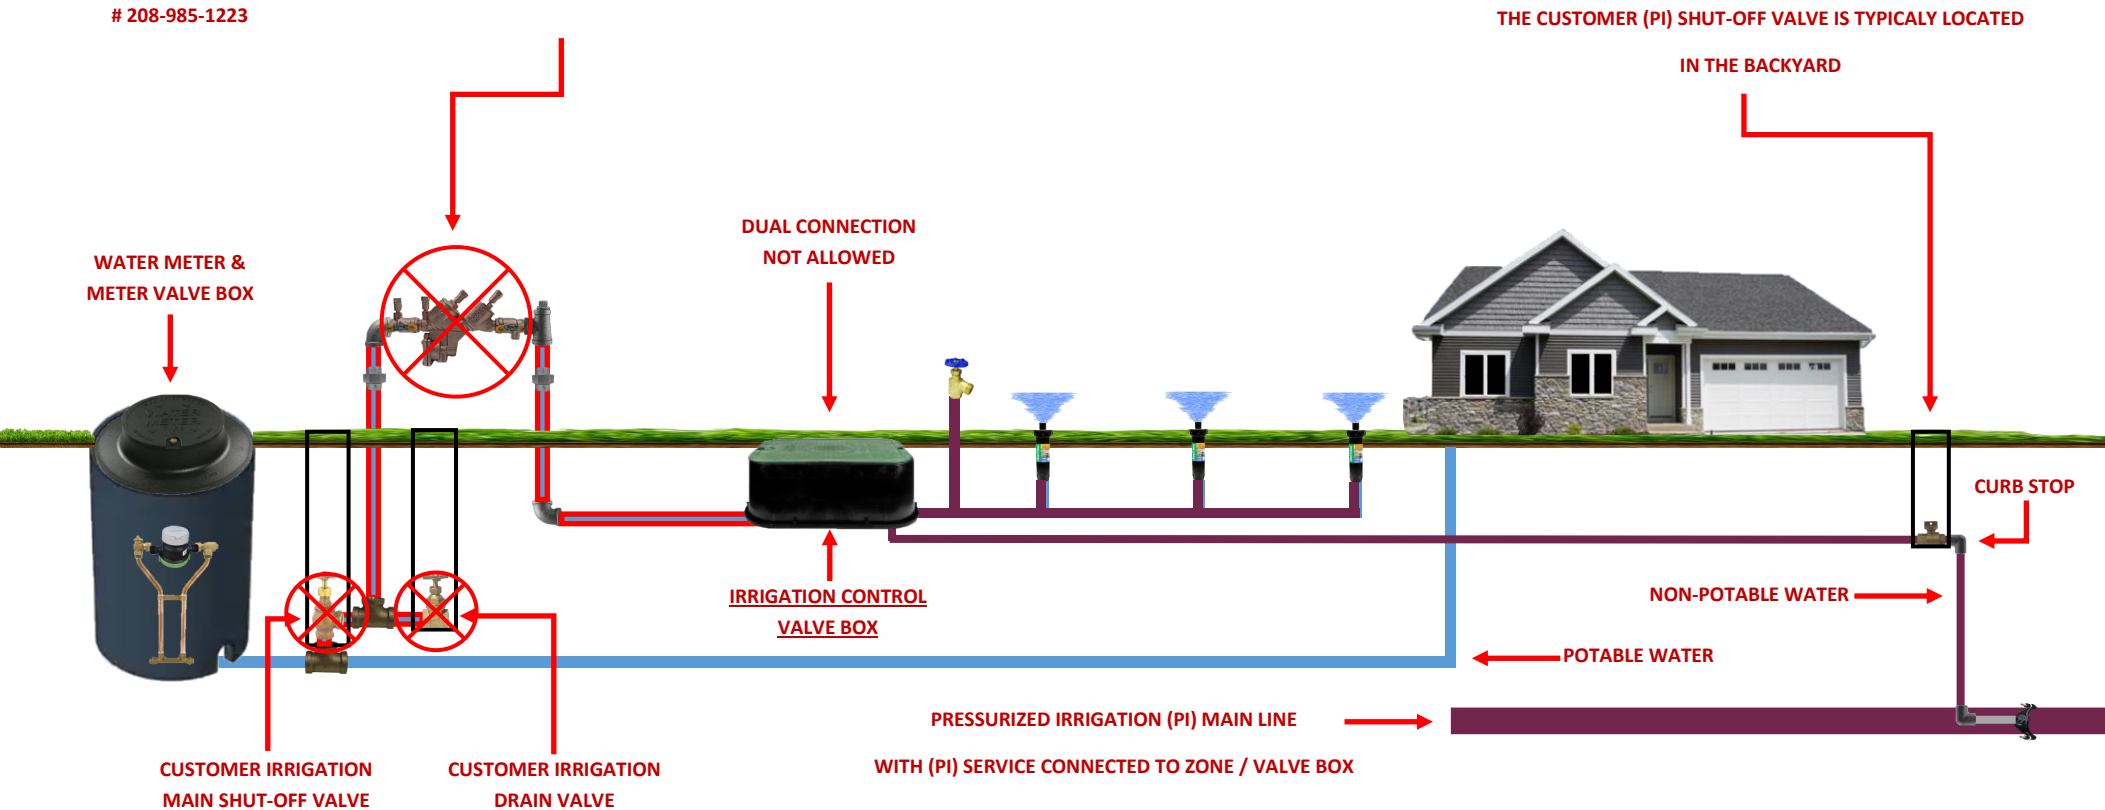 # 208-985-1223
THE CUSTOMER (PI) SHUT-OFF VALVE IS TYPICALY LOCATED
IN THE BACKYARD
DUAL CONNECTION
NOT ALLOWED
WATER METER &
METER VALVE BOX
WATER
METER
CURB STOP
IRRIGATION CONTROL
VALVE BOX
NON-POTABLE WATER
POTABLE WATER
PRESSURIZED IRRIGATION (PI) MAIN LINE
WITH (PI) SERVICE CONNECTED TO ZONE / VALVE BOX
CUSTOMER IRRIGATION
MAIN SHUT-OFF VALVE
CUSTOMER IRRIGATION
DRAIN VALVE